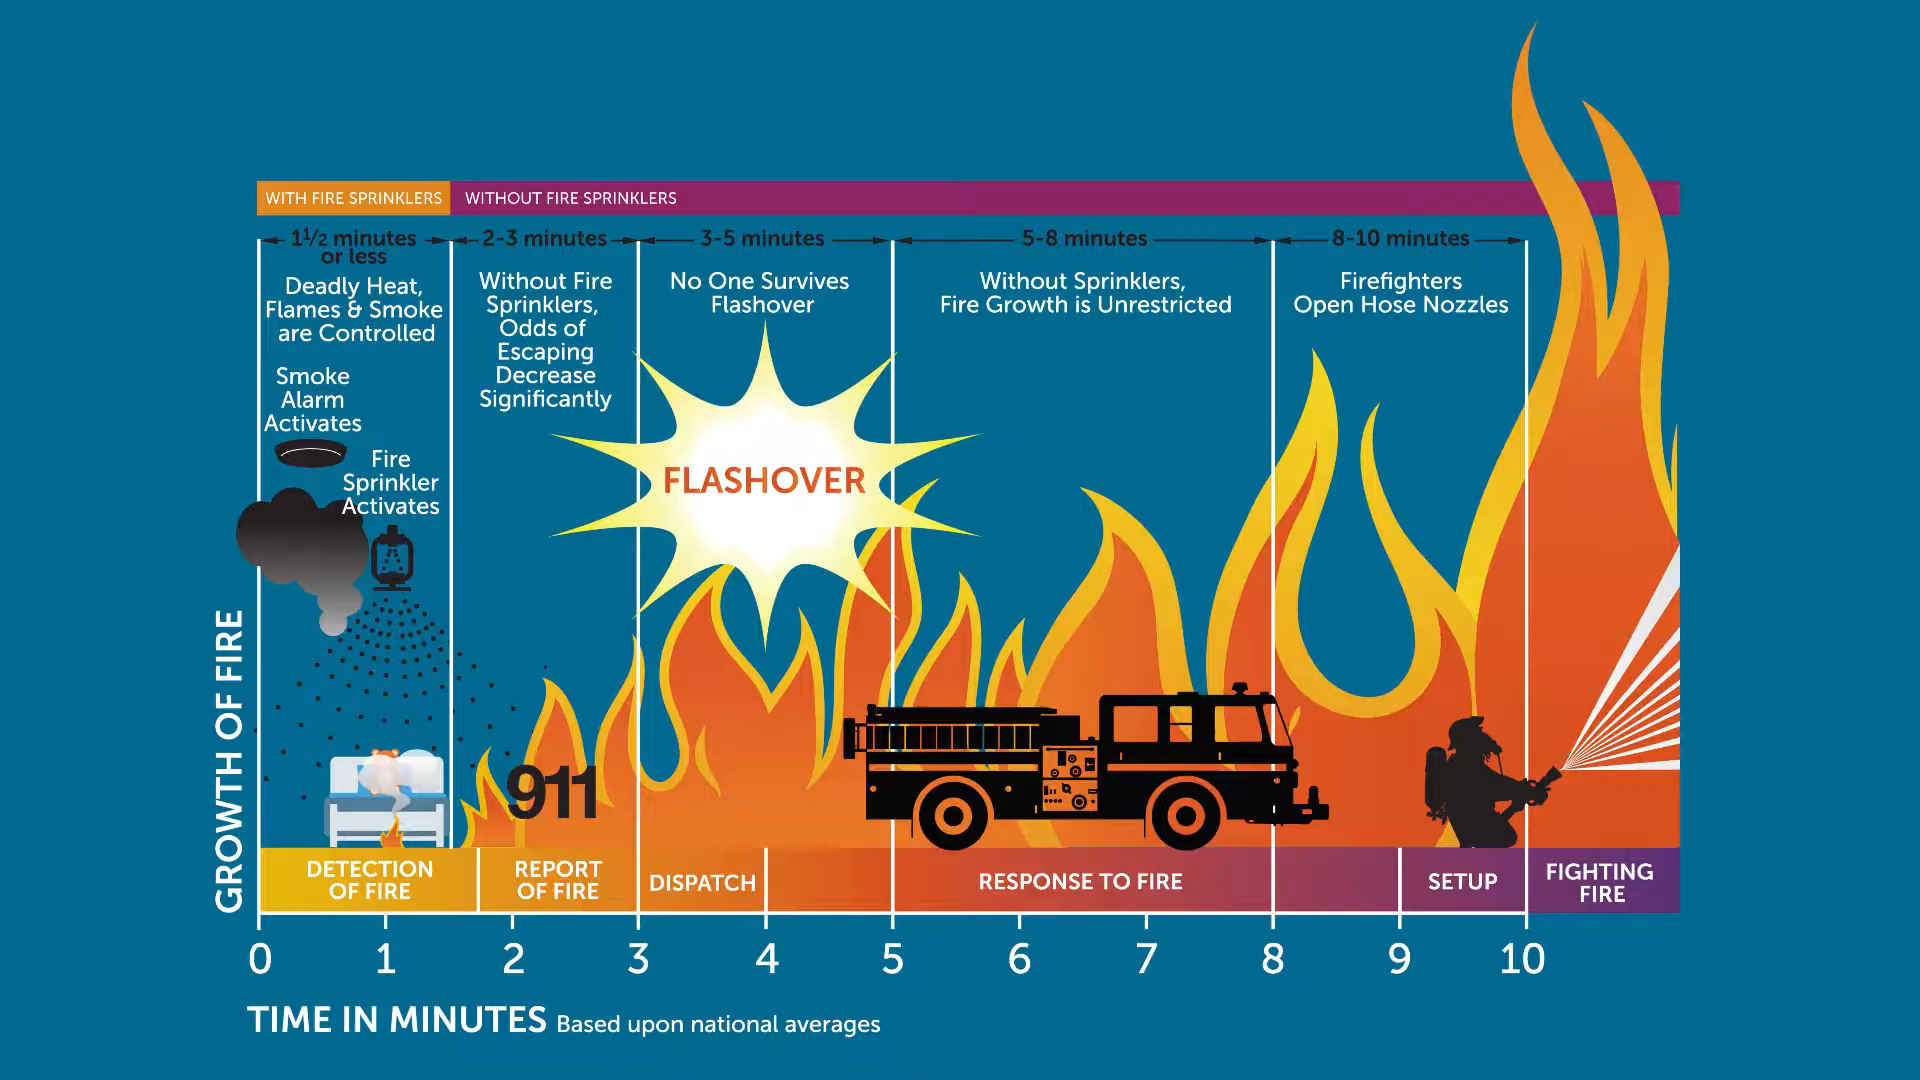 WITH FIRE SPRINKLERS
WITHOUT FIRE SPRINKLERS
1 1/2 minutes
or less
2-3 minutes
3-5 minutes
5-8 minutes
8-10 minutes
Deadly Heat,
Flames & Smoke
are Controlled
Smoke
Alarm
Activates
Fire
Sprinkler
Activates
Without Fire
Sprinklers,
Odds of
Escaping
Decrease
Significantly
No One Survives
Flashover
FLASHOVER
Without Sprinklers,
Fire Growth is Unrestricted
Firefighters
Open Hose Nozzles
911
GROWTH OF FIRE
DETECTION
OF FIRE
REPORT
OF FIRE
DISPATCH
RESPONSE TO FIRE
SETUP
FIGHTING
FIRE
0 1 2 3 4 5 6 7 8 9 10
TIME IN MINUTES Based upon national averages